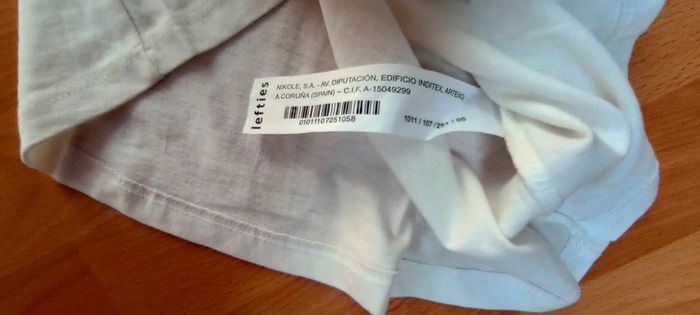 lefties
NIKOLE, S.A. - AV. DIPUTACIÓN, EDIFICIO INDITEX, ARTEIXO
A CORUÑA (SPAIN) – C.I.F. A-15049299
01011107251058
1011 / 107 / 251 / 05